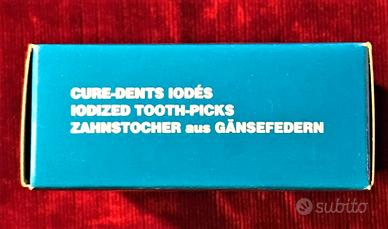 CURE-DENTS IODÉS
IODIZED TOOTH-PICKS
ZAHNSTOCHER aus GÄNSEFEDERN
subito